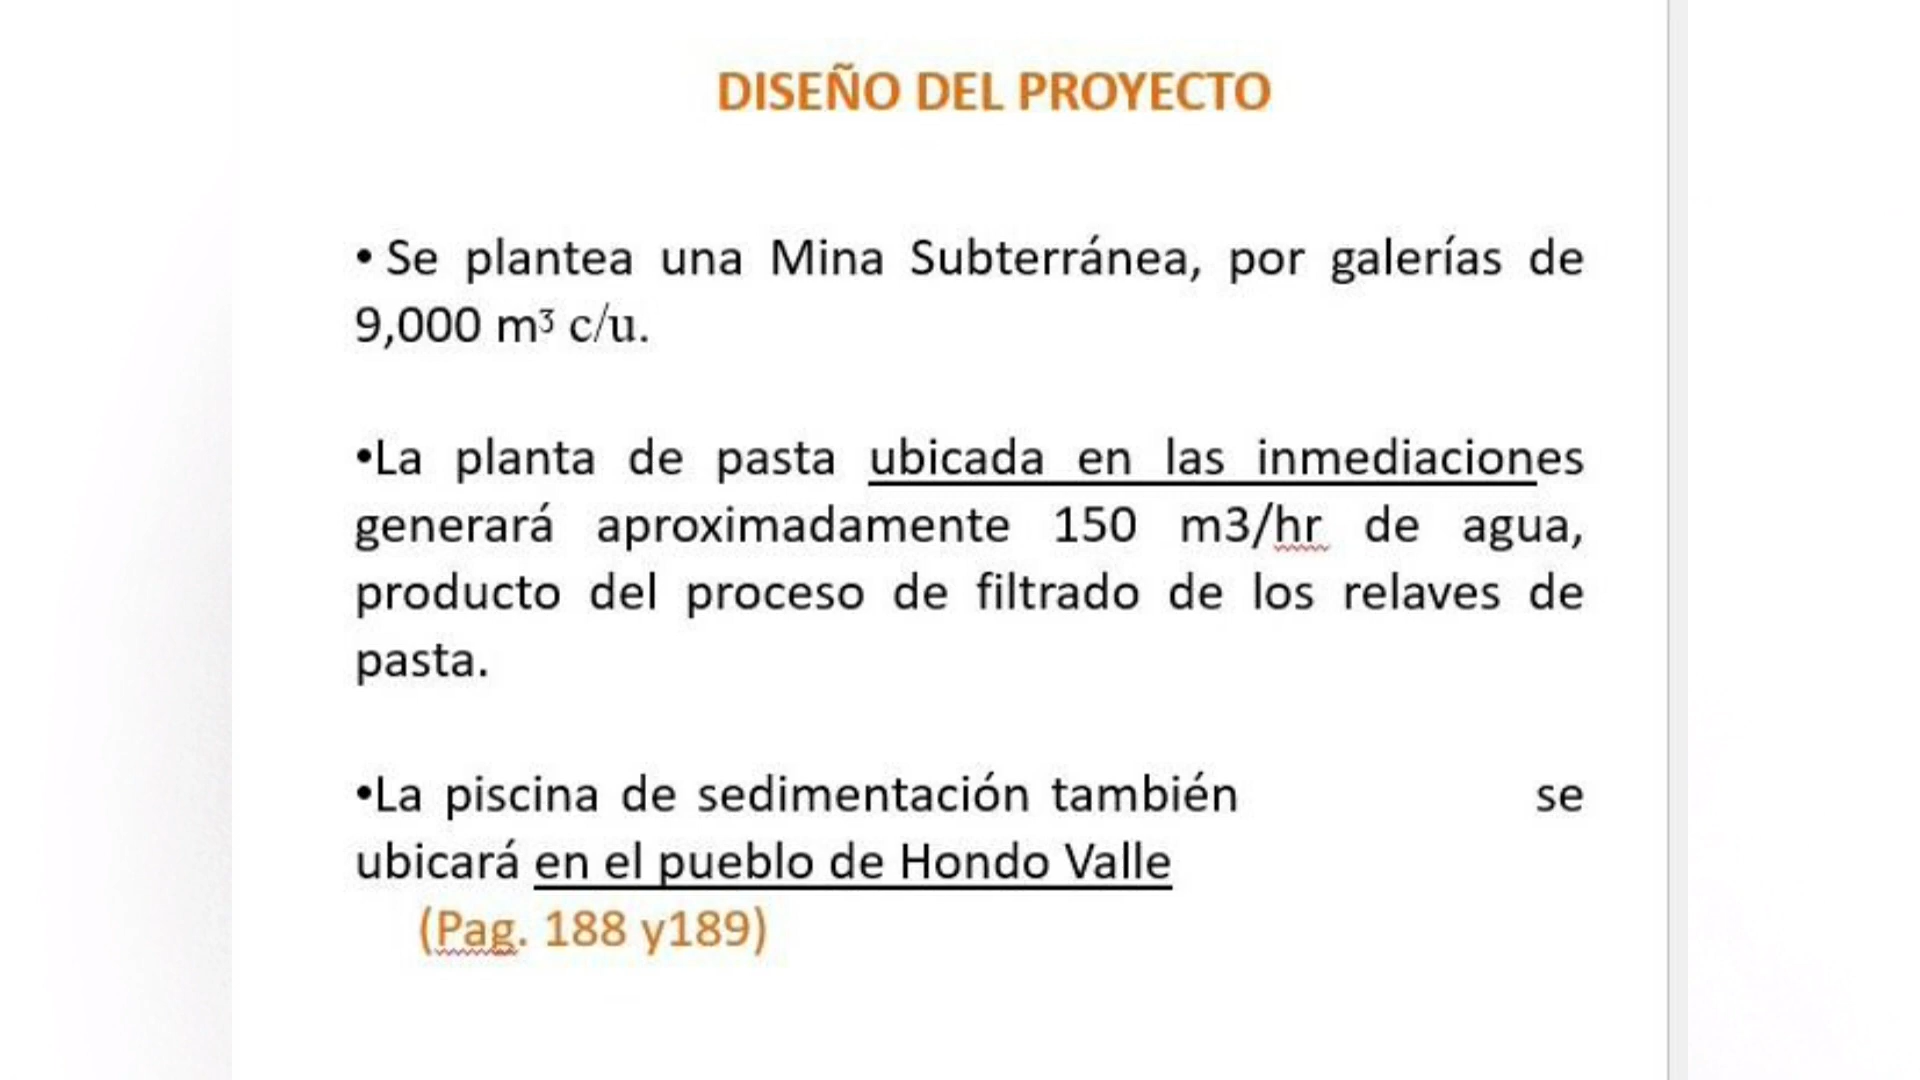 DISEÑO DEL PROYECTO
• Se plantea una Mina Subterránea, por galerías de
9,000 m³ c/u.
•La planta de pasta ubicada en las inmediaciones
generará aproximadamente 150 m3/hr de agua,
producto del proceso de filtrado de los relaves de
pasta.
•La piscina de sedimentación también se
ubicará en el pueblo de Hondo Valle
(Pag. 188 y189)